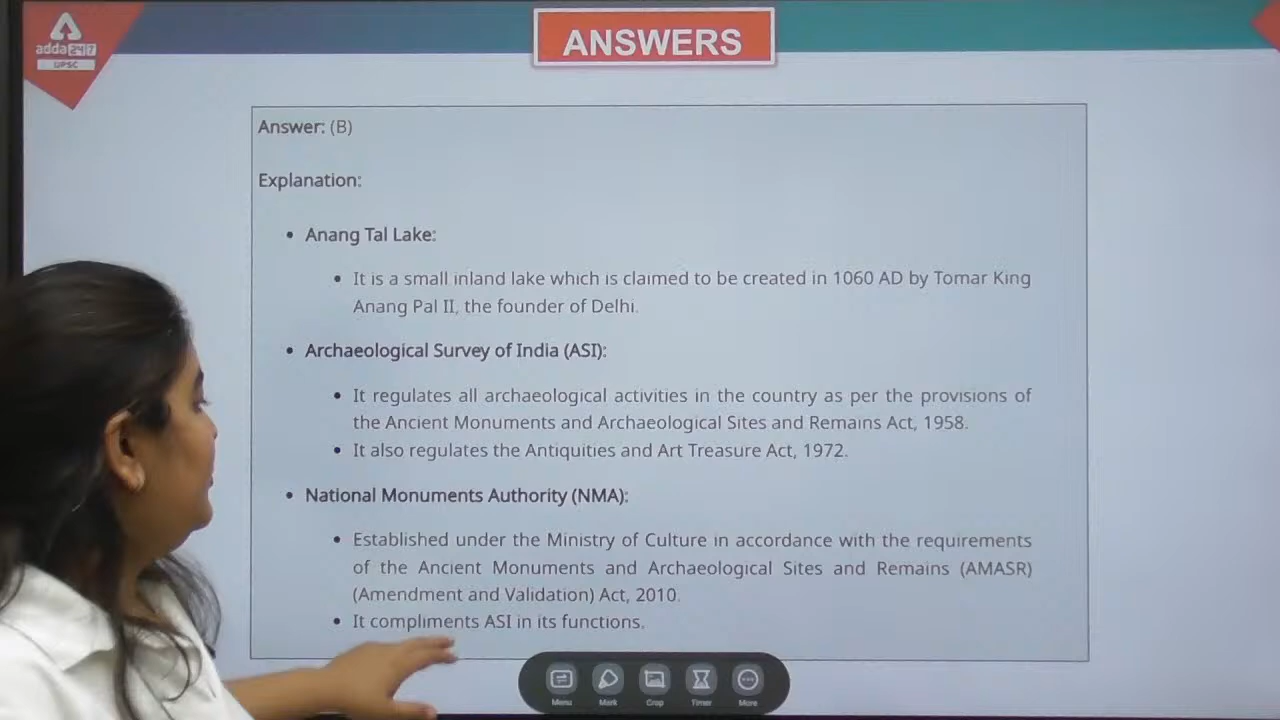 adda 247
UPSC
ANSWERS
Answer: (B)
Explanation:
• Anang Tal Lake:
• It is a small inland lake which is claimed to be created in 1060 AD by Tomar King
Anang Pal II, the founder of Delhi.
• Archaeological Survey of India (ASI):
• It regulates all archaeological activities in the country as per the provisions of
the Ancient Monuments and Archaeological Sites and Remains Act, 1958.
• It also regulates the Antiquities and Art Treasure Act, 1972.
• National Monuments Authority (NMA):
• Established under the Ministry of Culture in accordance with the requirements
of the Ancient Monuments and Archaeological Sites and Remains (AMASR)
(Amendment and Validation) Act, 2010.
• It compliments ASI in its functions.
Menu Mark Crop Timer More